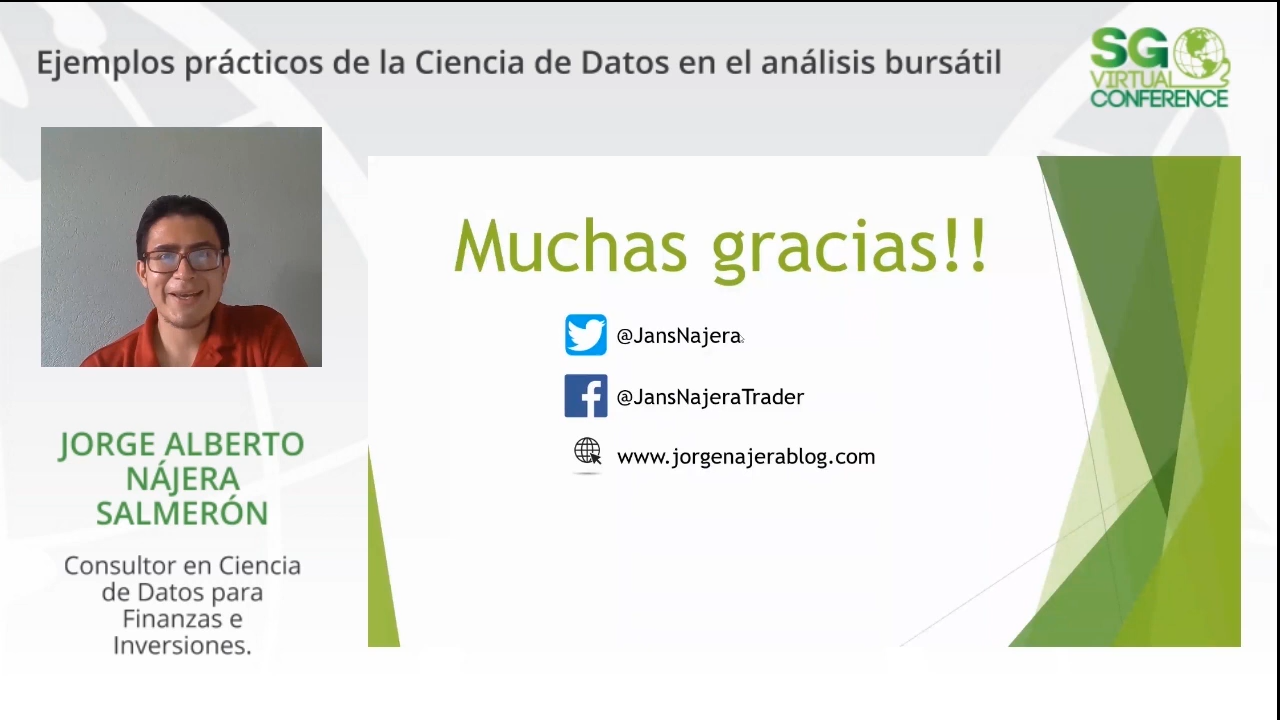 Ejemplos prácticos de la Ciencia de Datos en el análisis bursátil
SG
VIRTUAL
CONFERENCE
Muchas gracias!!
@JansNajera
@JansNajeraTrader
www.jorgenajerablog.com
JORGE ALBERTO
NÁJERA
SALMERÓN
Consultor en Ciencia
de Datos para
Finanzas e
Inversiones.